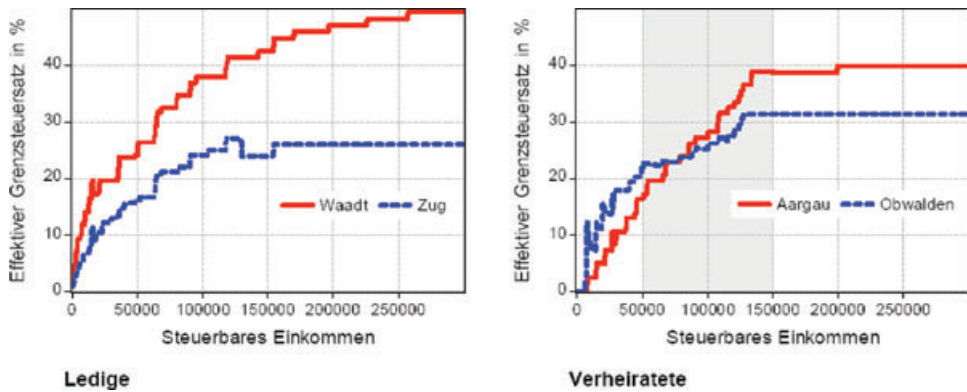 Effektiver Grenzsteuersatz in %
40
30
20
10
0
Waadt Zug
0 50000 100000 150000 200000 250000
Steuerbares Einkommen
Ledige
Effektiver Grenzsteuersatz in %
40
30
20
10
0
Aargau Obwalden
0 50000 100000 150000 200000 250000
Steuerbares Einkommen
Verheiratete